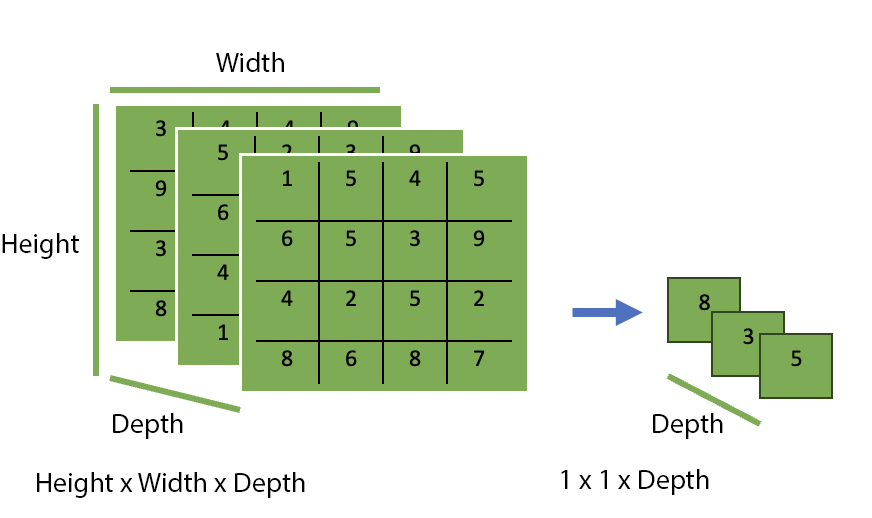 Width
Height
3 4 4 9
9
3
8
5 2 3 9
6
4
1
1 5 4 5
6 5 3 9
4 2 5 2
8 6 8 7
8
3
5
Depth
Depth
Height x Width x Depth
1 x 1 x Depth